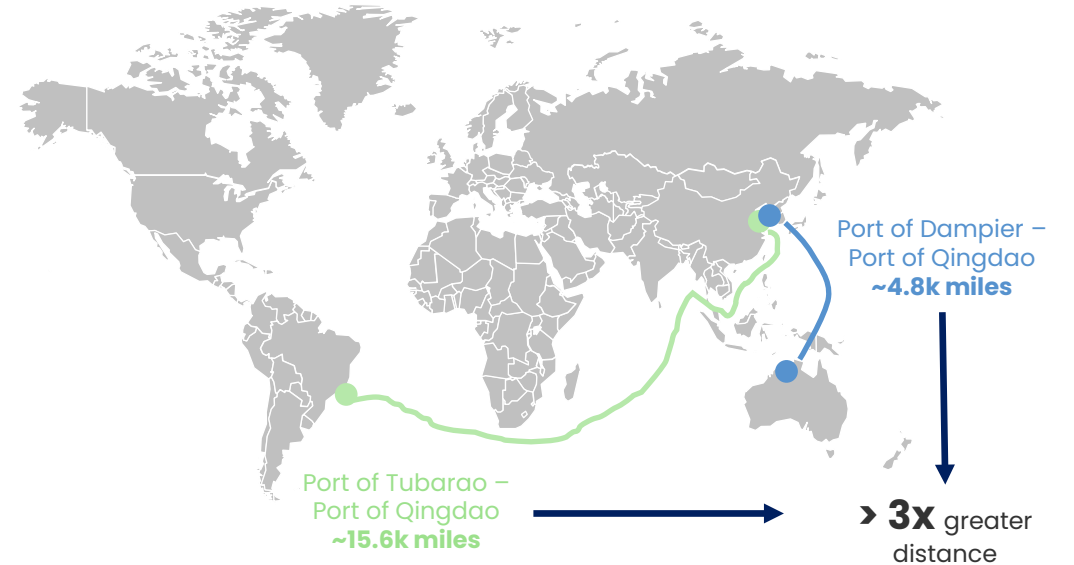 Port of Dampier –
Port of Qingdao
~4.8k miles
Port of Tubarao –
Port of Qingdao
~15.6k miles
> 3x greater
distance